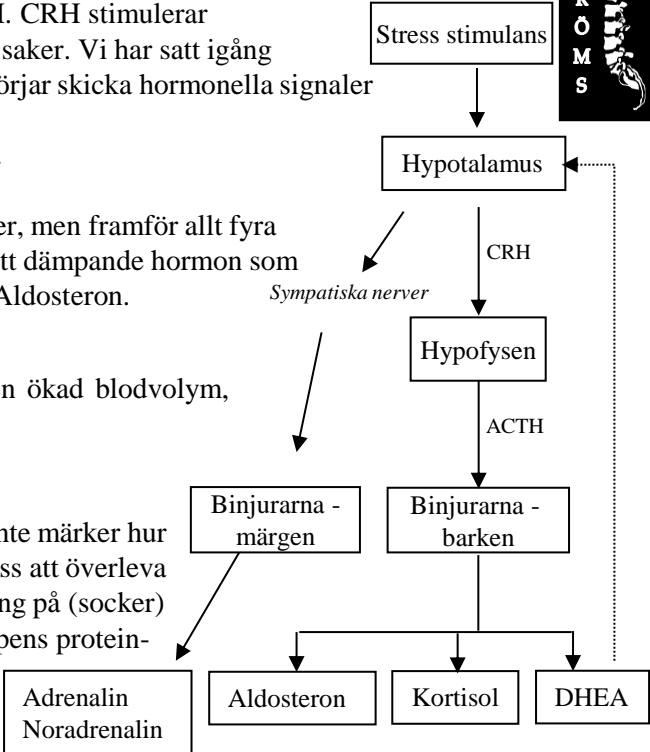 I. CRH stimulerar
saker. Vi har satt igång
örjar skicka hormonella signaler
er, men framför allt fyra
tt dämpande hormon som
Aldosteron.
n ökad blodvolym,
nte märker hur
ss att överleva
ng på (socker)
pens protein-
Stress stimulans
Ö
M
S
Hypotalamus
CRH
Sympatiska nerver
Hypofysen
ACTH
Binjurarna -
märgen
Binjurarna -
barken
Adrenalin
Noradrenalin
Aldosteron
Kortisol
DHEA